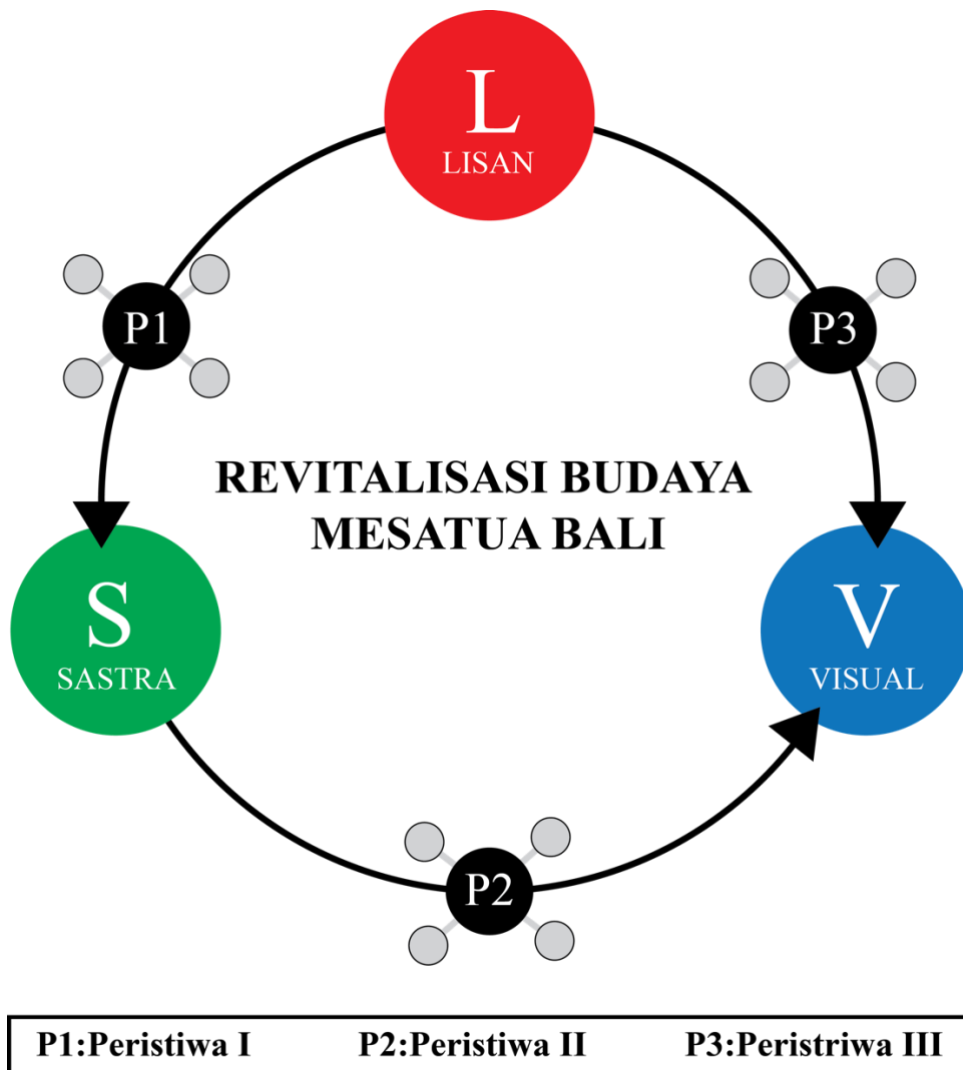 L
LISAN
P1
P3
REVITALISASI BUDAYA
MESATUA BALI
S
SASTRA
V
VISUAL
P2
P1:Peristiwa I P2:Peristiwa II P3:Peristriwa III